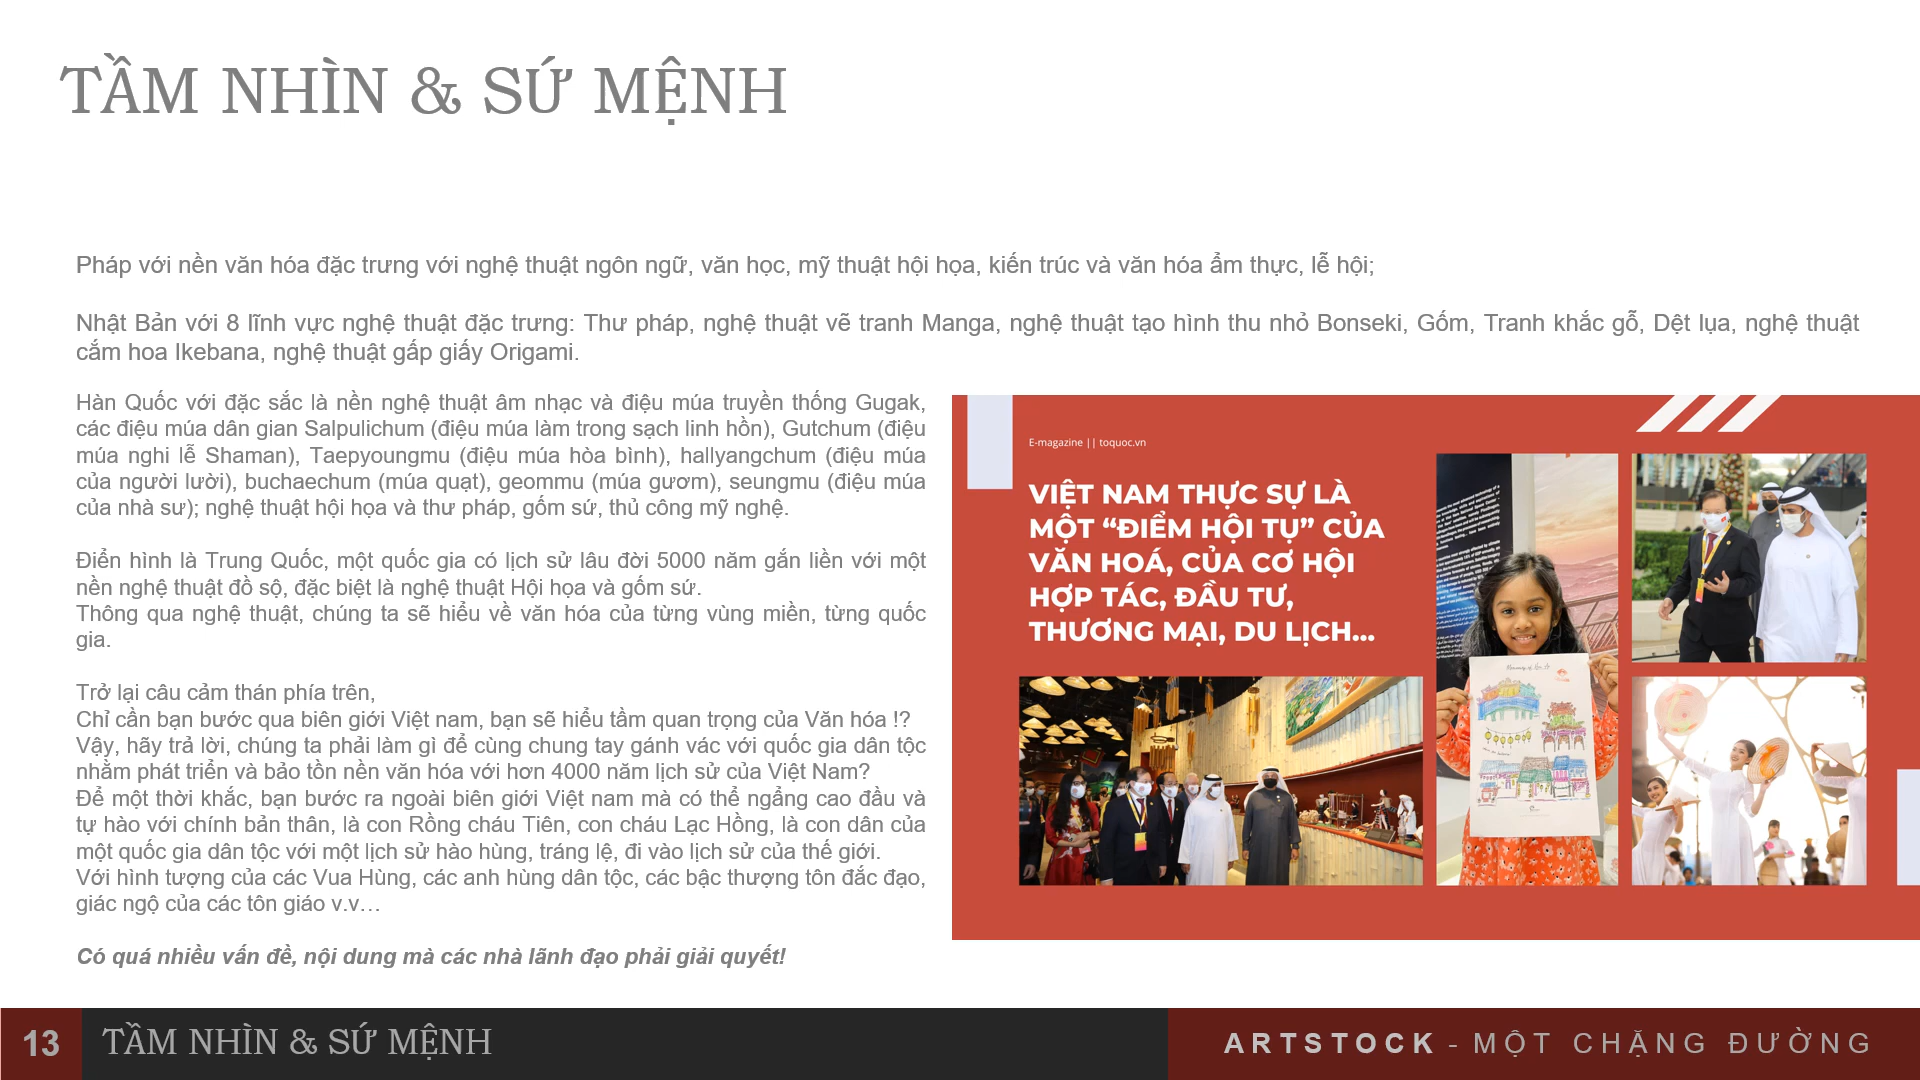 TẦM NHÌN & SỨ MỆNH
Pháp với nền văn hóa đặc trưng với nghệ thuật ngôn ngữ, văn học, mỹ thuật hội họa, kiến trúc và văn hóa ẩm thực, lễ hội;
Nhật Bản với 8 lĩnh vực nghệ thuật đặc trưng: Thư pháp, nghệ thuật vẽ tranh Manga, nghệ thuật tạo hình thu nhỏ Bonseki, Gốm, Tranh khắc gỗ, Dệt lụa, nghệ thuật
cắm hoa Ikebana, nghệ thuật gấp giấy Origami.
Hàn Quốc với đặc sắc là nền nghệ thuật âm nhạc và điệu múa truyền thống Gugak,
các điệu múa dân gian Salpulichum (điệu múa làm trong sạch linh hồn), Gutchum (điệu
múa nghi lễ Shaman), Taepyoungmu (điệu múa hòa bình), hallyangchum (điệu múa
của người lười), buchaechum (múa quạt), geommu (múa gươm), seungmu (điệu múa
của nhà sư); nghệ thuật hội họa và thư pháp, gốm sứ, thủ công mỹ nghệ.
Điển hình là Trung Quốc, một quốc gia có lịch sử lâu đời 5000 năm gắn liền với một
nền nghệ thuật đồ sộ, đặc biệt là nghệ thuật Hội họa và gốm sứ.
Thông qua nghệ thuật, chúng ta sẽ hiểu về văn hóa của từng vùng miền, từng quốc
gia.
Trở lại câu cảm thán phía trên,
Chỉ cần bạn bước qua biên giới Việt nam, bạn sẽ hiểu tầm quan trọng của Văn hóa !?
Vậy, hãy trả lời, chúng ta phải làm gì để cùng chung tay gánh vác với quốc gia dân tộc
nhằm phát triển và bảo tồn nền văn hóa với hơn 4000 năm lịch sử của Việt Nam?
Để một thời khắc, bạn bước ra ngoài biên giới Việt nam mà có thể ngẩng cao đầu và
tự hào với chính bản thân, là con Rồng cháu Tiên, con cháu Lạc Hồng, là con dân của
một quốc gia dân tộc với một lịch sử hào hùng, tráng lệ, đi vào lịch sử của thế giới.
Với hình tượng của các Vua Hùng, các anh hùng dân tộc, các bậc thượng tôn đắc đạo,
giác ngộ của các tôn giáo v.v…
Có quá nhiều vấn đề, nội dung mà các nhà lãnh đạo phải giải quyết!
E-magazine || toquoc.vn
VIỆT NAM THỰC SỰ LÀ
MỘT “ĐIỂM HỘI TỤ” CỦA
VĂN HOÁ, CỦA CƠ HỘI
HỢP TÁC, ĐẦU TƯ,
THƯƠNG MẠI, DU LỊCH...
13
TẦM NHÌN & SỨ MỆNH
ARTSTOCK - MỘT CHẶNG ĐƯỜNG